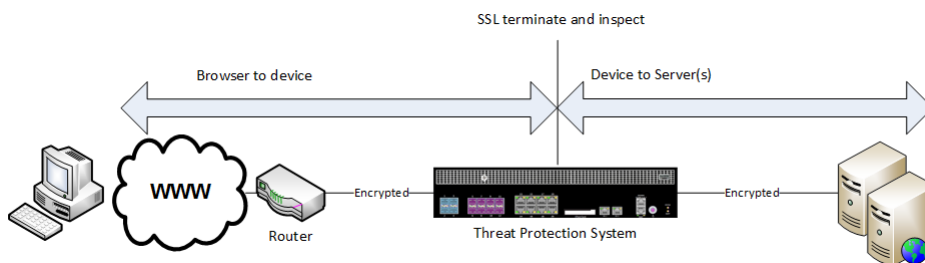 SSL terminate and inspect
Browser to device
Device to Server(s)
WWW
Encrypted
Encrypted
Router
Threat Protection System